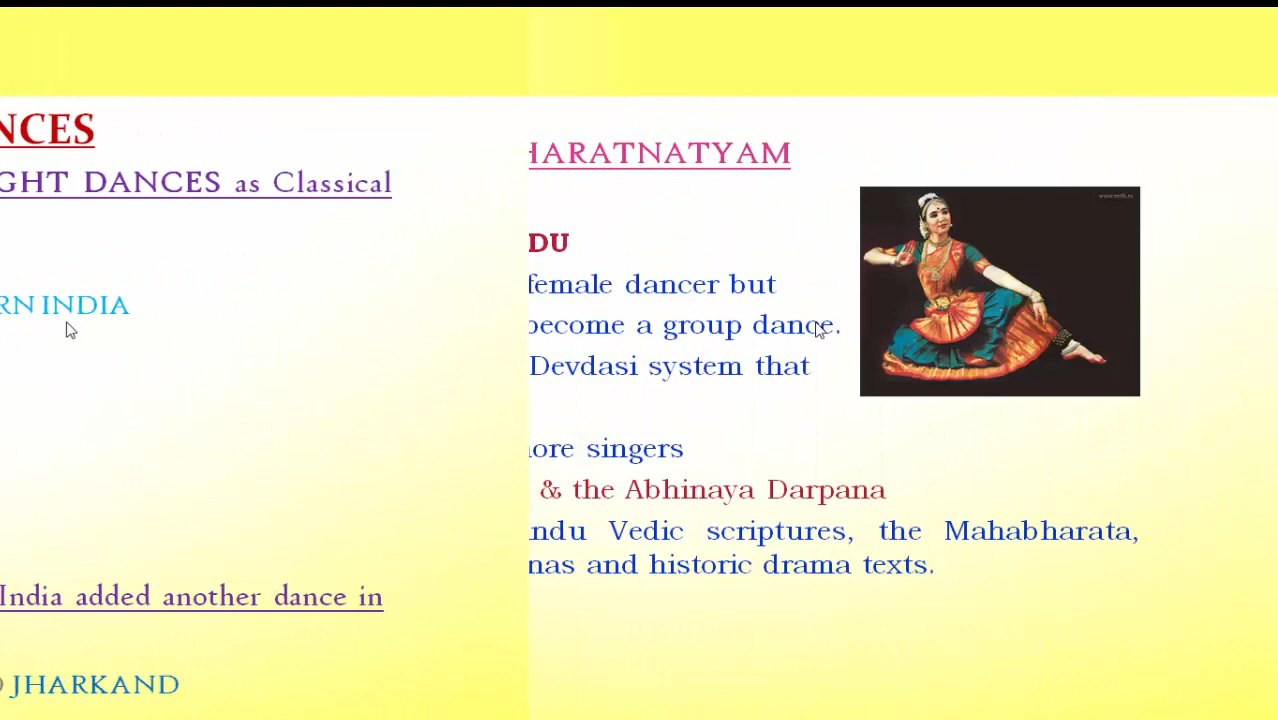 NCES
GHT DANCES as Classical
RN INDIA
India added another dance in
JHARKAND
HARATNATYAM
DU
female dancer but
become a group dance.
Devdasi system that
ore singers
& the Abhinaya Darpana
ndu Vedic scriptures, the Mahabharata,
nas and historic drama texts.